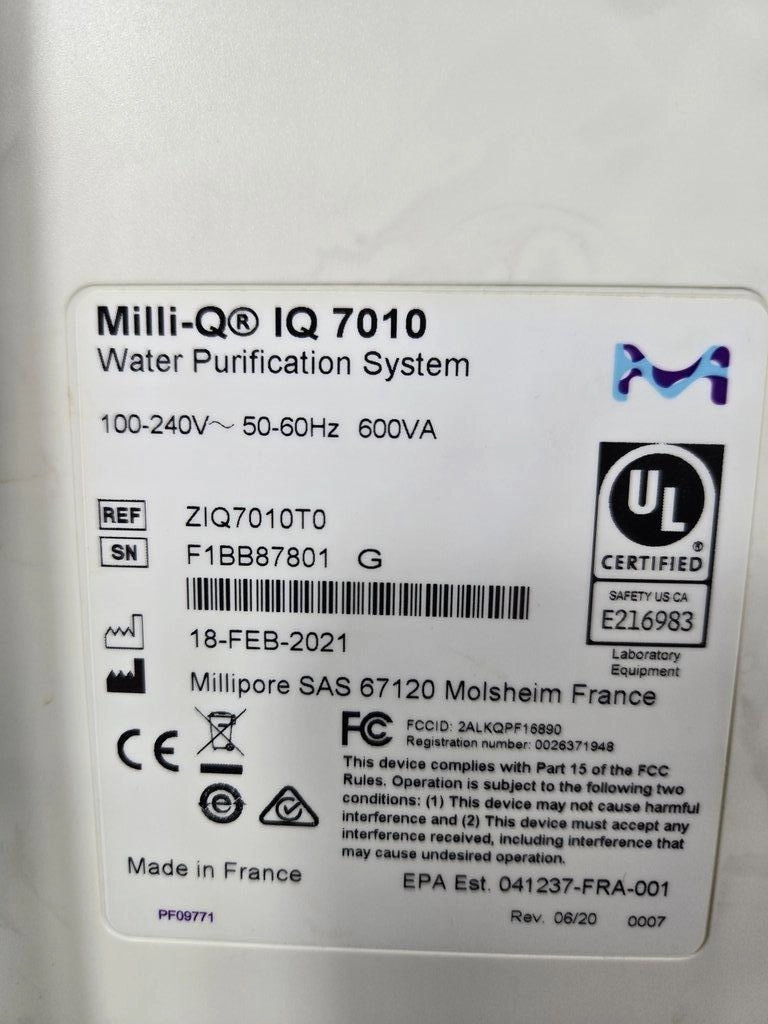 Milli-Q® IQ 7010
Water Purification System
100-240V～ 50-60Hz 600VA
REF ZIQ7010T0
SN F1BB87801 G
18-FEB-2021
Millipore SAS 67120 Molsheim France
UL
®
CERTIFIED
SAFETY US CA
E216983
Laboratory
Equipment
CE
FC
FCCID: 2ALKQPF16890
Registration number: 0026371948
This device complies with Part 15 of the FCC
Rules. Operation is subject to the following two
conditions: (1) This device may not cause harmful
interference and (2) This device must accept any
interference received, including interference that
may cause undesired operation.
e
Made in France
EPA Est. 041237-FRA-001
PF09771
Rev. 06/20 0007